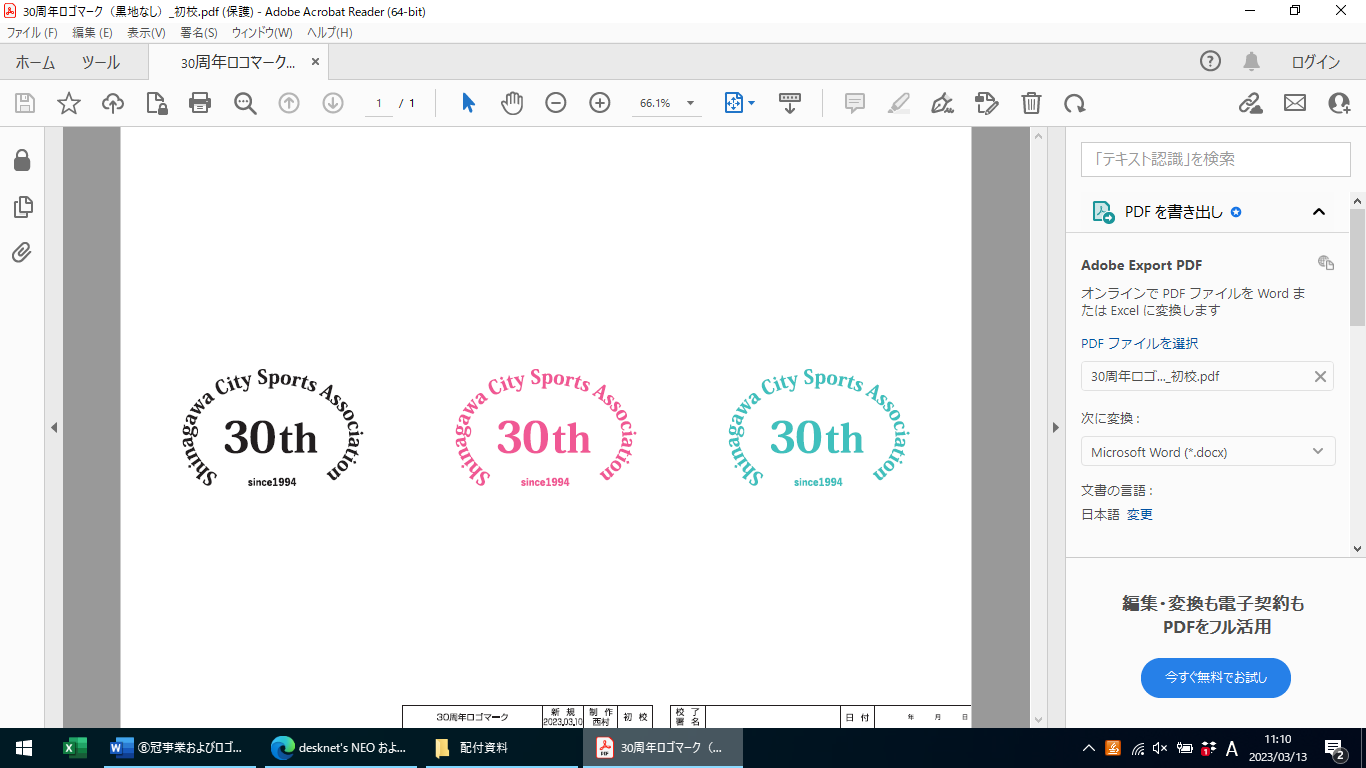 30周年ロゴマーク（黒地なし）_初校.pdf (保護) - Adobe Acrobat Reader (64-bit)
ファイル(F) 編集(E) 表示(V) 署名(S) ウィンドウ(W) ヘルプ(H)
ホーム ツール 30周年ロコマーク... × ログイン
1 / 1 66.1%
「テキスト認識」を検索
PDF を書き出し
Adobe Export PDF
オンラインで PDF ファイルを Word ま
たは Excel に変換します
PDF ファイルを選択
30周年ロゴ..._初校.pdf
次に変換 :
Microsoft Word (*.docx)
文書の言語 :
日本語 変更
編集・変換も電子契約も
PDFをフル活用
今すぐ無料でお試し
Shinagawa City Sports Association
30th
since1994
Shinagawa City Sports Association
30th
since1994
Shinagawa City Sports Association
30th
since1994
30周年ロゴマーク 新 規 2023.03.10 制 作 西村 初 校
校 了 署 名 日 付 年 月 日
⑥冠事業およびロゴ... desknet's NEO およ... 配付資料 30周年ロゴマーク（... A 11:10
2023/03/13 2